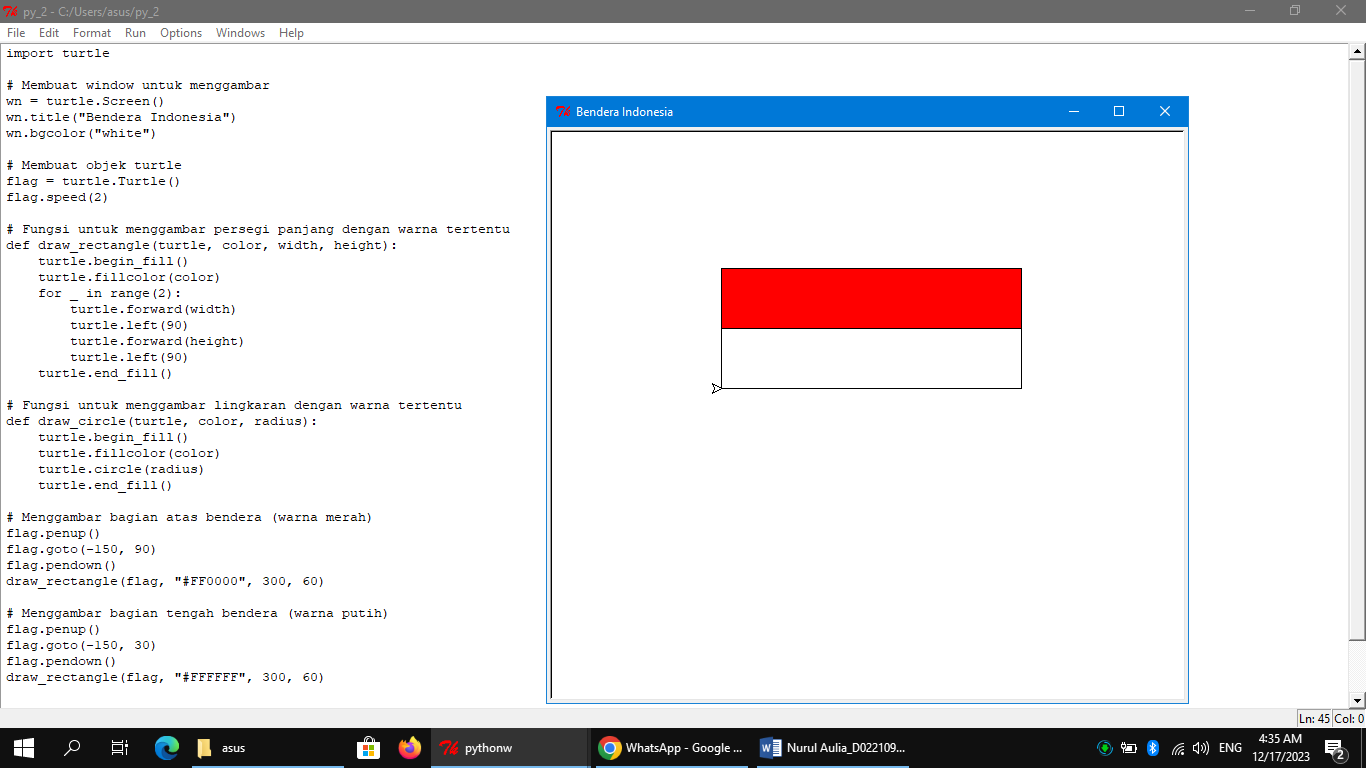 py_2 - C:/Users/asus/py_2
File Edit Format Run Options Windows Help
import turtle
# Membuat window untuk menggambar
wn = turtle.Screen()
wn.title("Bendera Indonesia")
wn.bgcolor("white")
# Membuat objek turtle
flag = turtle.Turtle()
flag.speed(2)
# Fungsi untuk menggambar persegi panjang dengan warna tertentu
def draw_rectangle(turtle, color, width, height):
    turtle.begin_fill()
    turtle.fillcolor(color)
    for _ in range(2):
        turtle.forward(width)
        turtle.left(90)
        turtle.forward(height)
        turtle.left(90)
    turtle.end_fill()
# Fungsi untuk menggambar lingkaran dengan warna tertentu
def draw_circle(turtle, color, radius):
    turtle.begin_fill()
    turtle.fillcolor(color)
    turtle.circle(radius)
    turtle.end_fill()
# Menggambar bagian atas bendera (warna merah)
flag.penup()
flag.goto(-150, 90)
flag.pendown()
draw_rectangle(flag, "#FF0000", 300, 60)
# Menggambar bagian tengah bendera (warna putih)
flag.penup()
flag.goto(-150, 30)
flag.pendown()
draw_rectangle(flag, "#FFFFFF", 300, 60)
Bendera Indonesia
Ln: 45 Col: 0
asus
pythonw
WhatsApp - Google ...
Nurul Aulia_D022109...
ENG
4:35 AM
12/17/2023
2